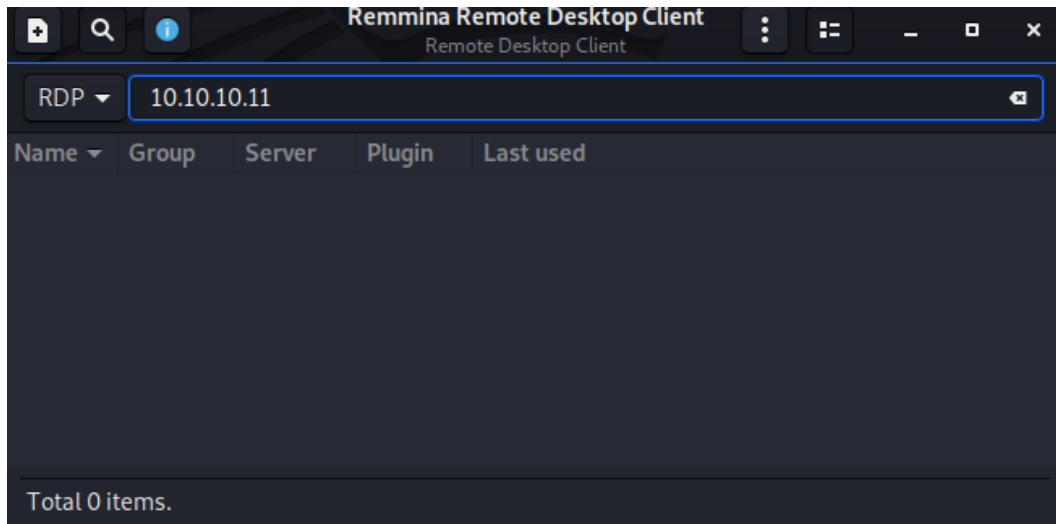 Remmina Remote Desktop Client
Remote Desktop Client
RDP 10.10.10.11
Name Group Server Plugin Last used
Total 0 items.